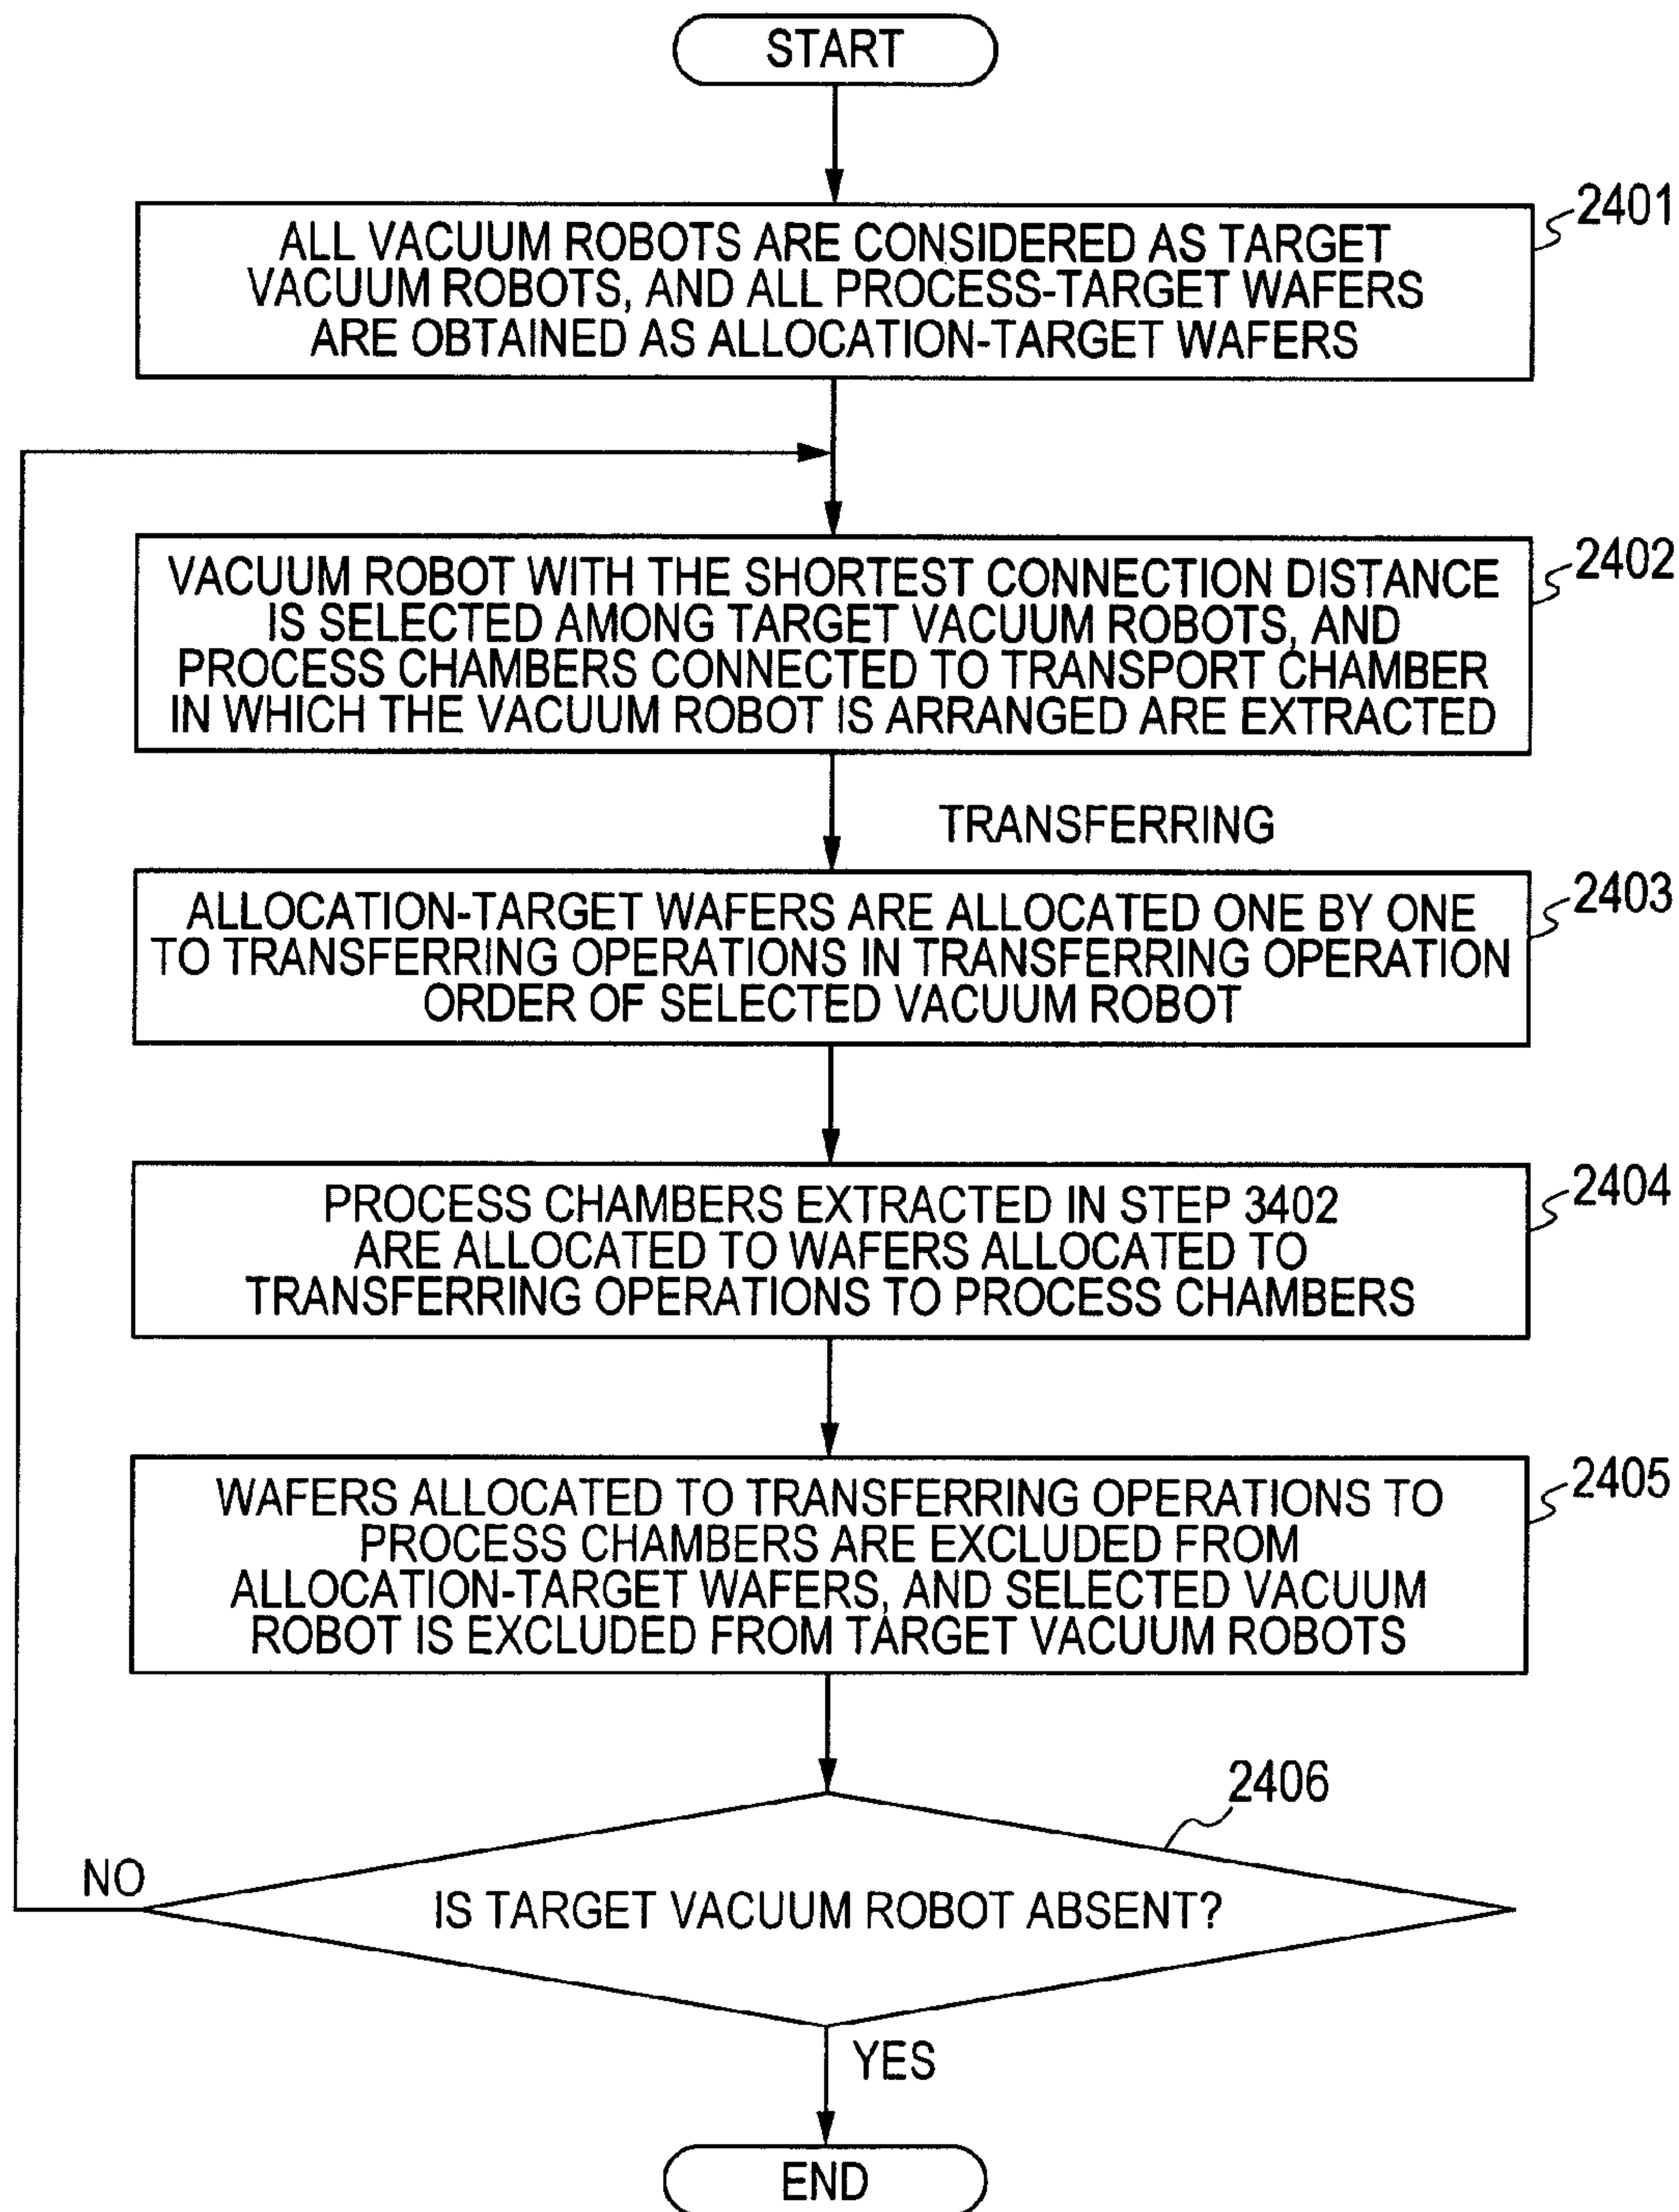 START
2401
ALL VACUUM ROBOTS ARE CONSIDERED AS TARGET
VACUUM ROBOTS, AND ALL PROCESS-TARGET WAFERS
ARE OBTAINED AS ALLOCATION-TARGET WAFERS
2402
VACUUM ROBOT WITH THE SHORTEST CONNECTION DISTANCE
IS SELECTED AMONG TARGET VACUUM ROBOTS, AND
PROCESS CHAMBERS CONNECTED TO TRANSPORT CHAMBER
IN WHICH THE VACUUM ROBOT IS ARRANGED ARE EXTRACTED
TRANSFERRING
2403
ALLOCATION-TARGET WAFERS ARE ALLOCATED ONE BY ONE
TO TRANSFERRING OPERATIONS IN TRANSFERRING OPERATION
ORDER OF SELECTED VACUUM ROBOT
2404
PROCESS CHAMBERS EXTRACTED IN STEP 3402
ARE ALLOCATED TO WAFERS ALLOCATED TO
TRANSFERRING OPERATIONS TO PROCESS CHAMBERS
2405
WAFERS ALLOCATED TO TRANSFERRING OPERATIONS TO
PROCESS CHAMBERS ARE EXCLUDED FROM
ALLOCATION-TARGET WAFERS, AND SELECTED VACUUM
ROBOT IS EXCLUDED FROM TARGET VACUUM ROBOTS
2406
NO
IS TARGET VACUUM ROBOT ABSENT?
YES
END